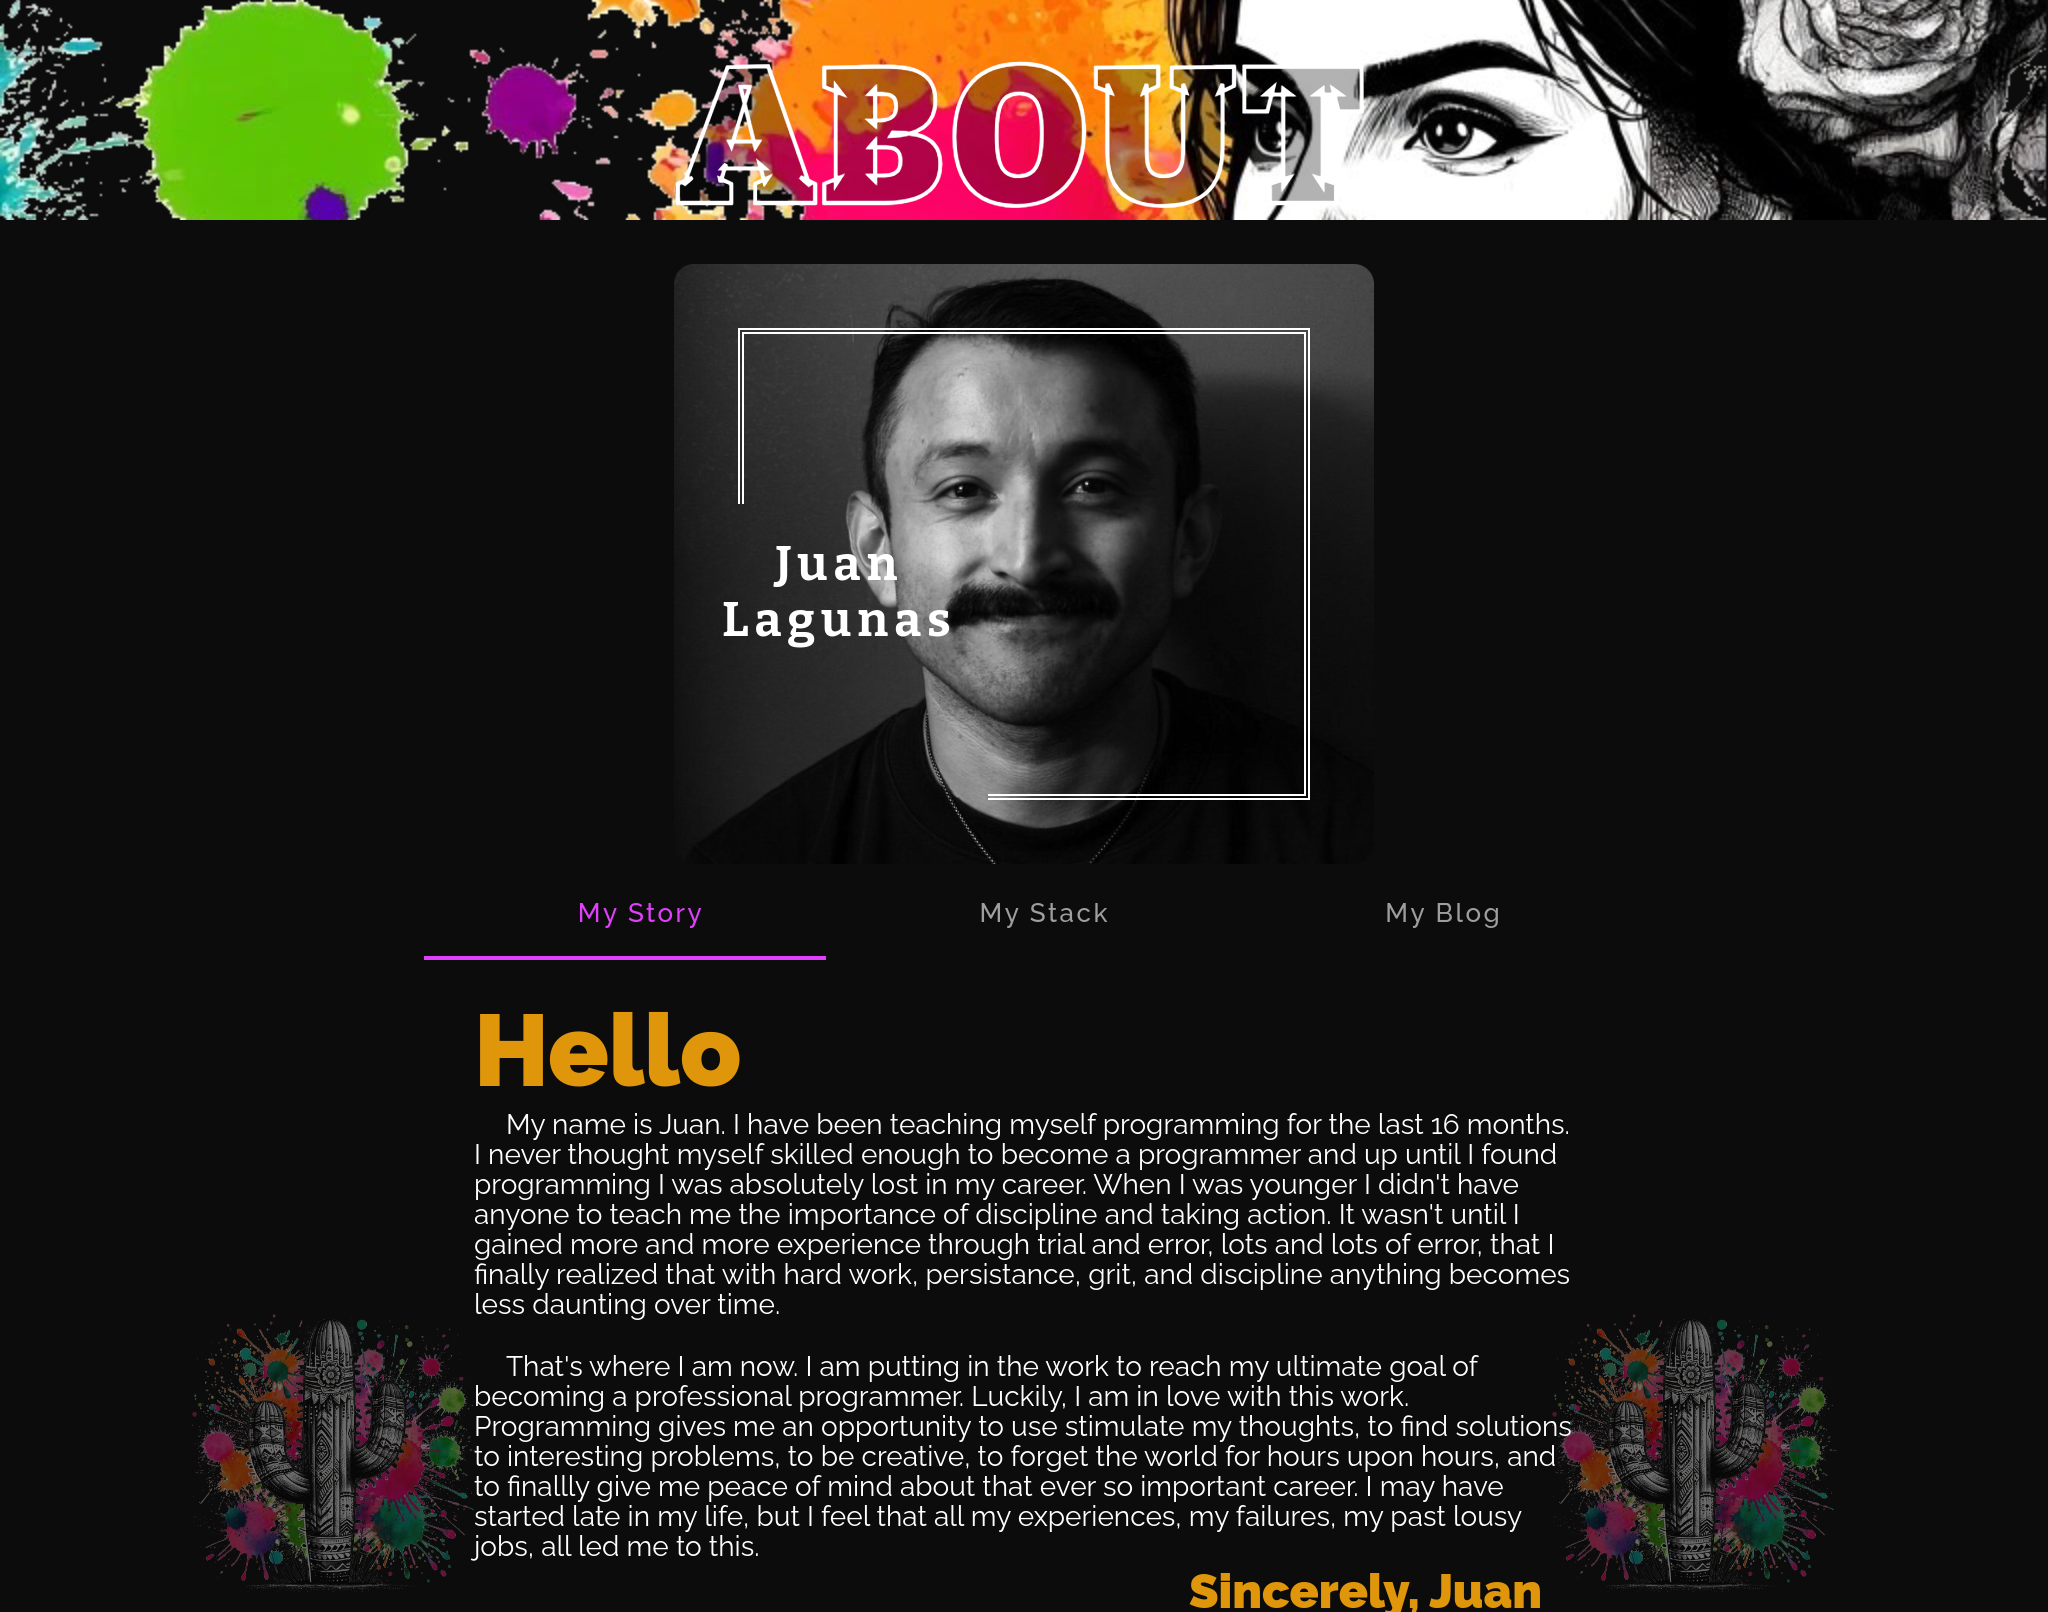 ABOUT
Juan
Lagunas
My Story
My Stack
My Blog
Hello
My name is Juan. I have been teaching myself programming for the last 16 months.
I never thought myself skilled enough to become a programmer and up until I found
programming I was absolutely lost in my career. When I was younger I didn't have
anyone to teach me the importance of discipline and taking action. It wasn't until I
gained more and more experience through trial and error, lots and lots of error, that I
finally realized that with hard work, persistance, grit, and discipline anything becomes
less daunting over time.
That's where I am now. I am putting in the work to reach my ultimate goal of
becoming a professional programmer. Luckily, I am in love with this work.
Programming gives me an opportunity to use stimulate my thoughts, to find solutions
to interesting problems, to be creative, to forget the world for hours upon hours, and
to finallly give me peace of mind about that ever so important career. I may have
started late in my life, but I feel that all my experiences, my failures, my past lousy
jobs, all led me to this.
Sincerely, Juan